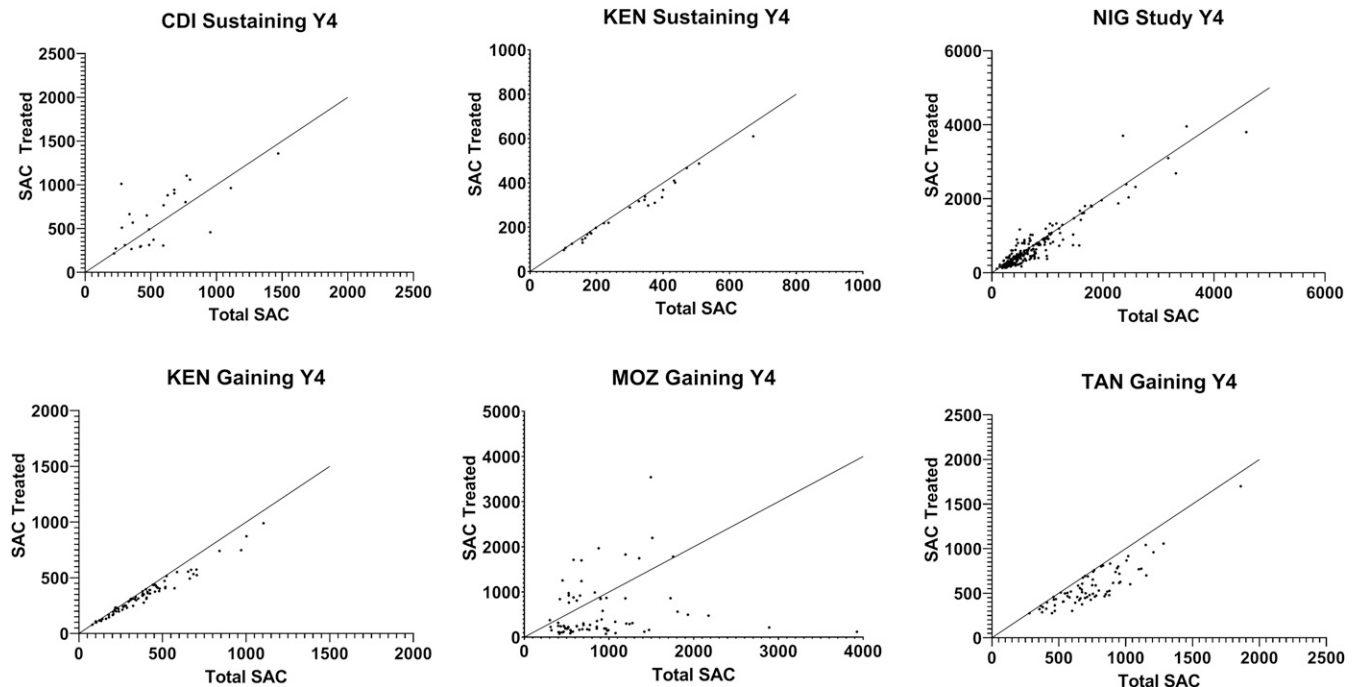 CDI Sustaining Y4
2500
2000
1500
1000
500
0
SAC Treated
0 500 1000 1500 2000 2500
Total SAC
KEN Sustaining Y4
1000
800
600
400
200
0
SAC Treated
0 200 400 600 800 1000
Total SAC
NIG Study Y4
6000
4000
2000
0
SAC Treated
0 2000 4000 6000
Total SAC
KEN Gaining Y4
2000
1500
1000
500
0
SAC Treated
0 500 1000 1500 2000
Total SAC
MOZ Gaining Y4
5000
4000
3000
2000
1000
0
SAC Treated
0 1000 2000 3000 4000
Total SAC
TAN Gaining Y4
2500
2000
1500
1000
500
0
SAC Treated
0 500 1000 1500 2000 2500
Total SAC